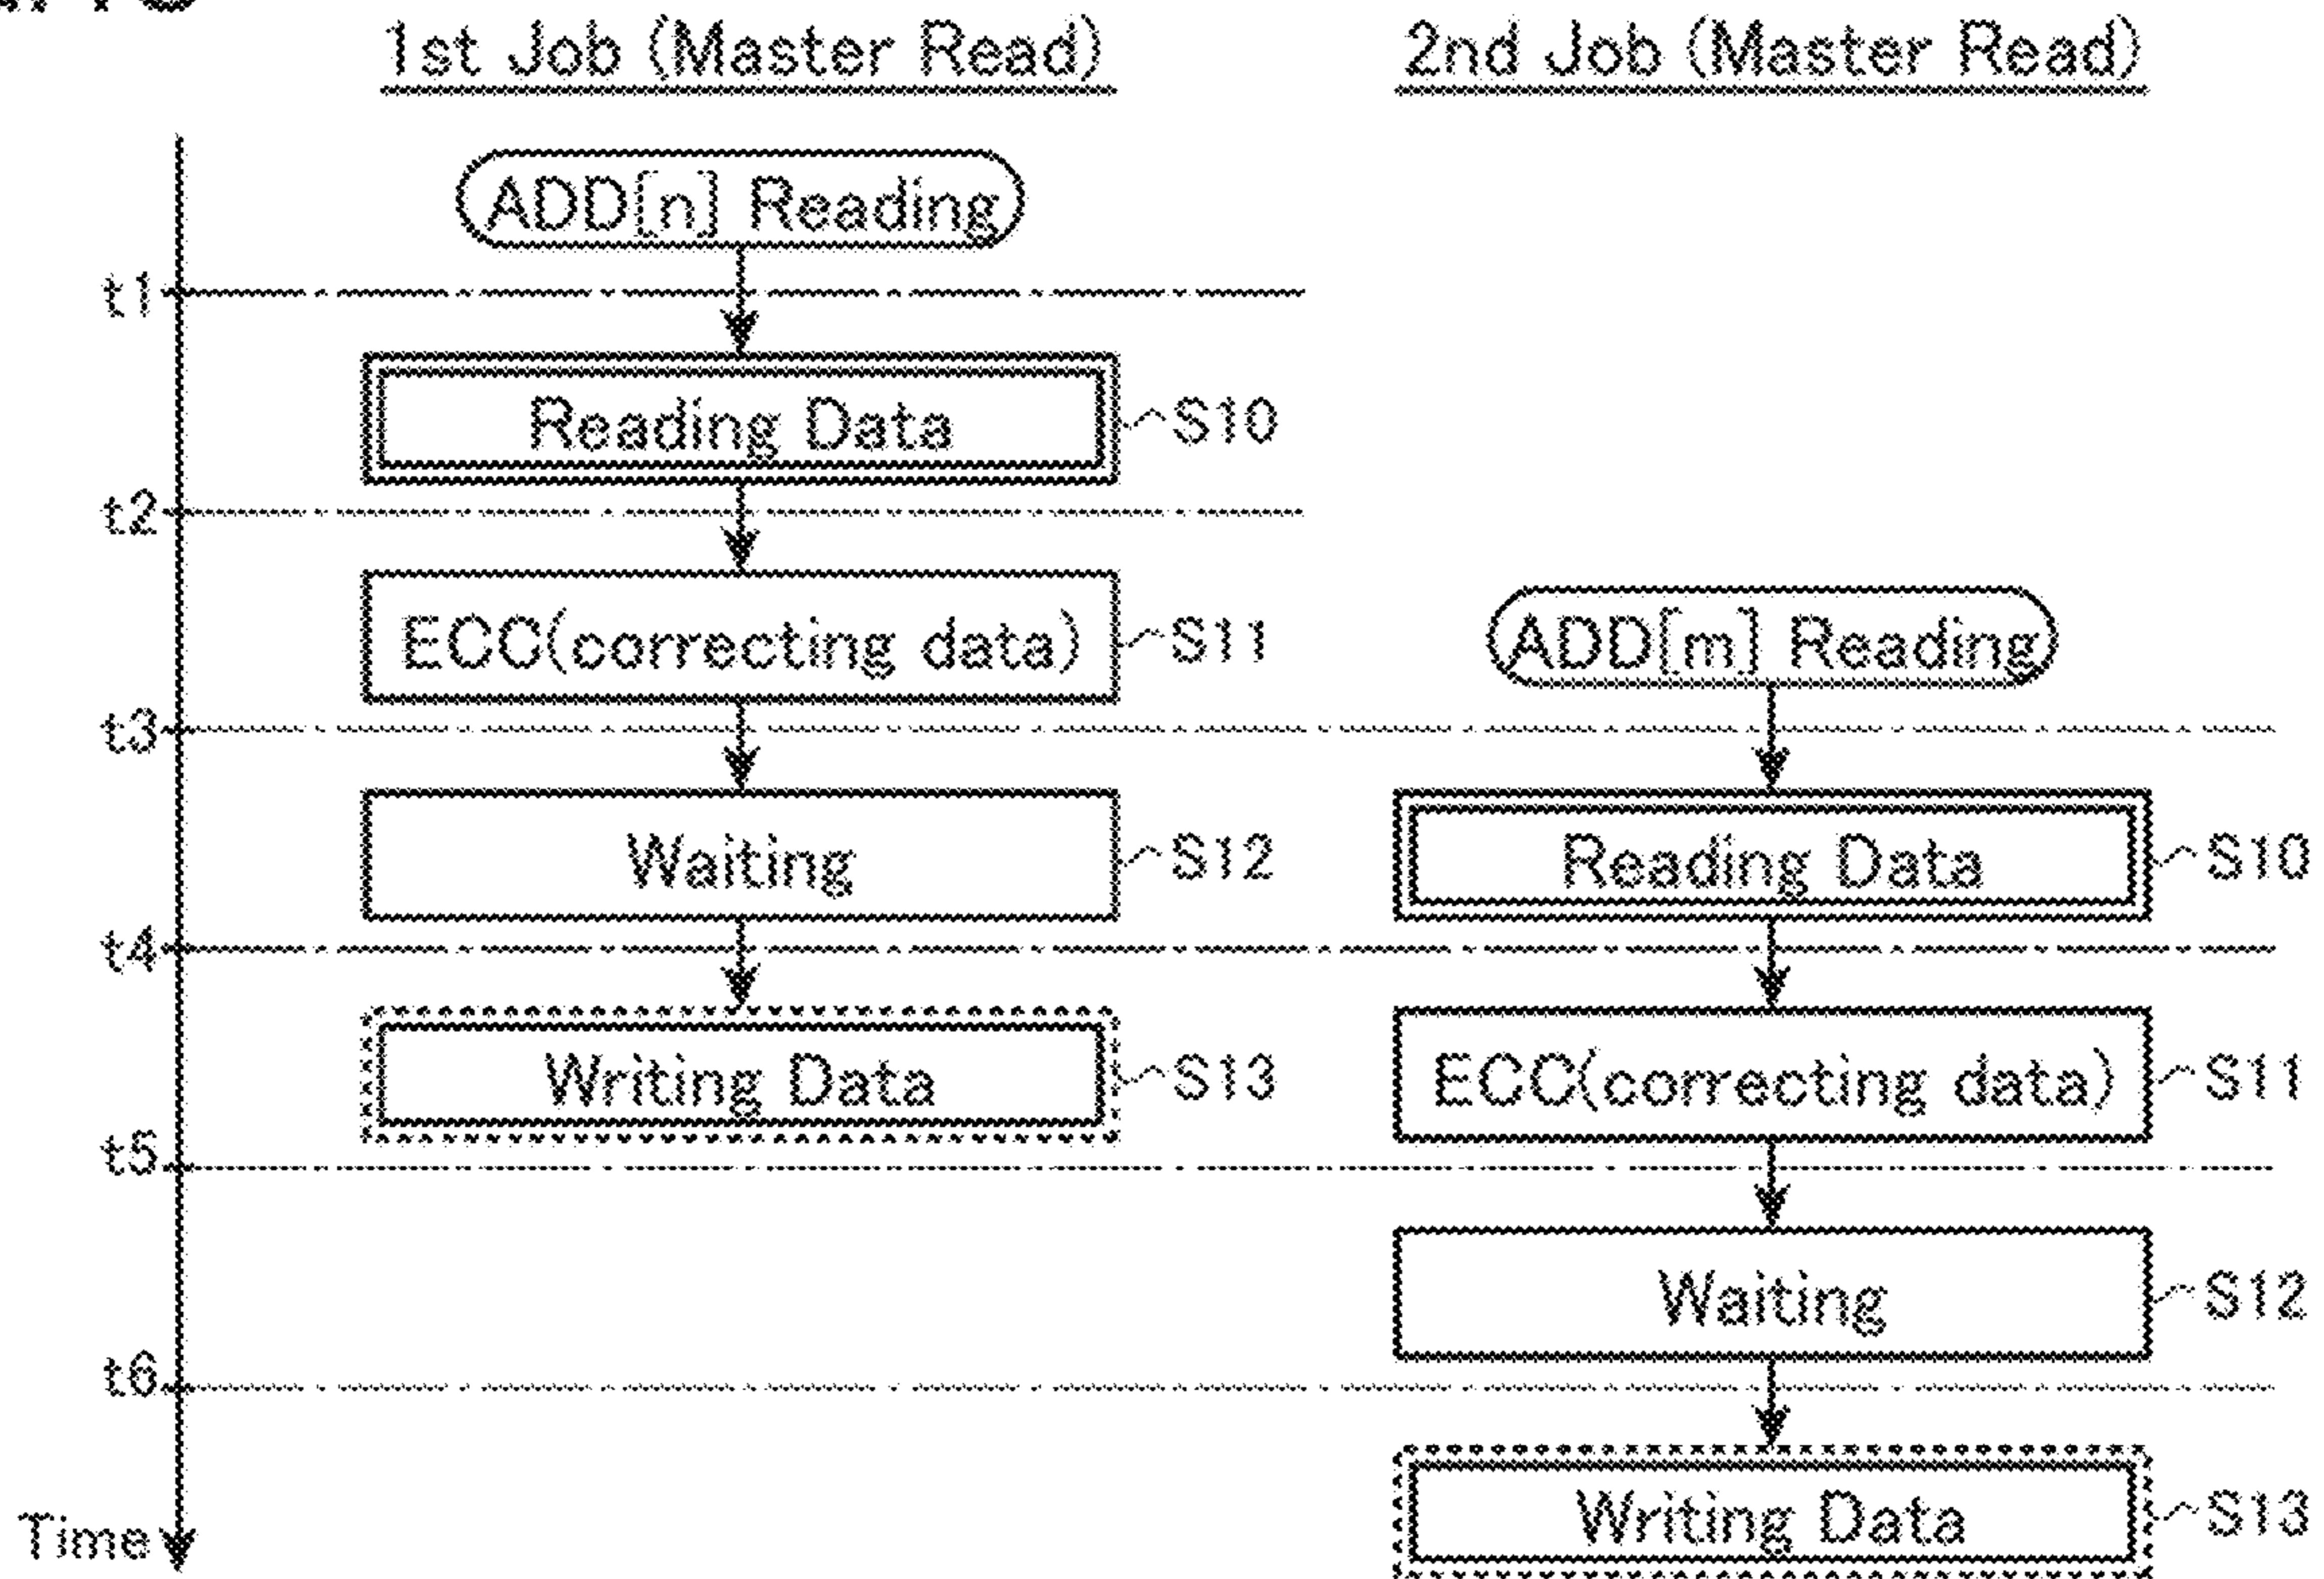 1st Job (Master Read)
2nd Job (Master Read)
ADD[n] Reading
t1
Reading Data
S10
t2
ECC(correcting data)
S11
ADD[m] Reading
t3
Waiting
S12
Reading Data
S10
t4
Writing Data
S13
ECC(correcting data)
S11
t5
Waiting
S12
t6
Writing Data
S13
Time